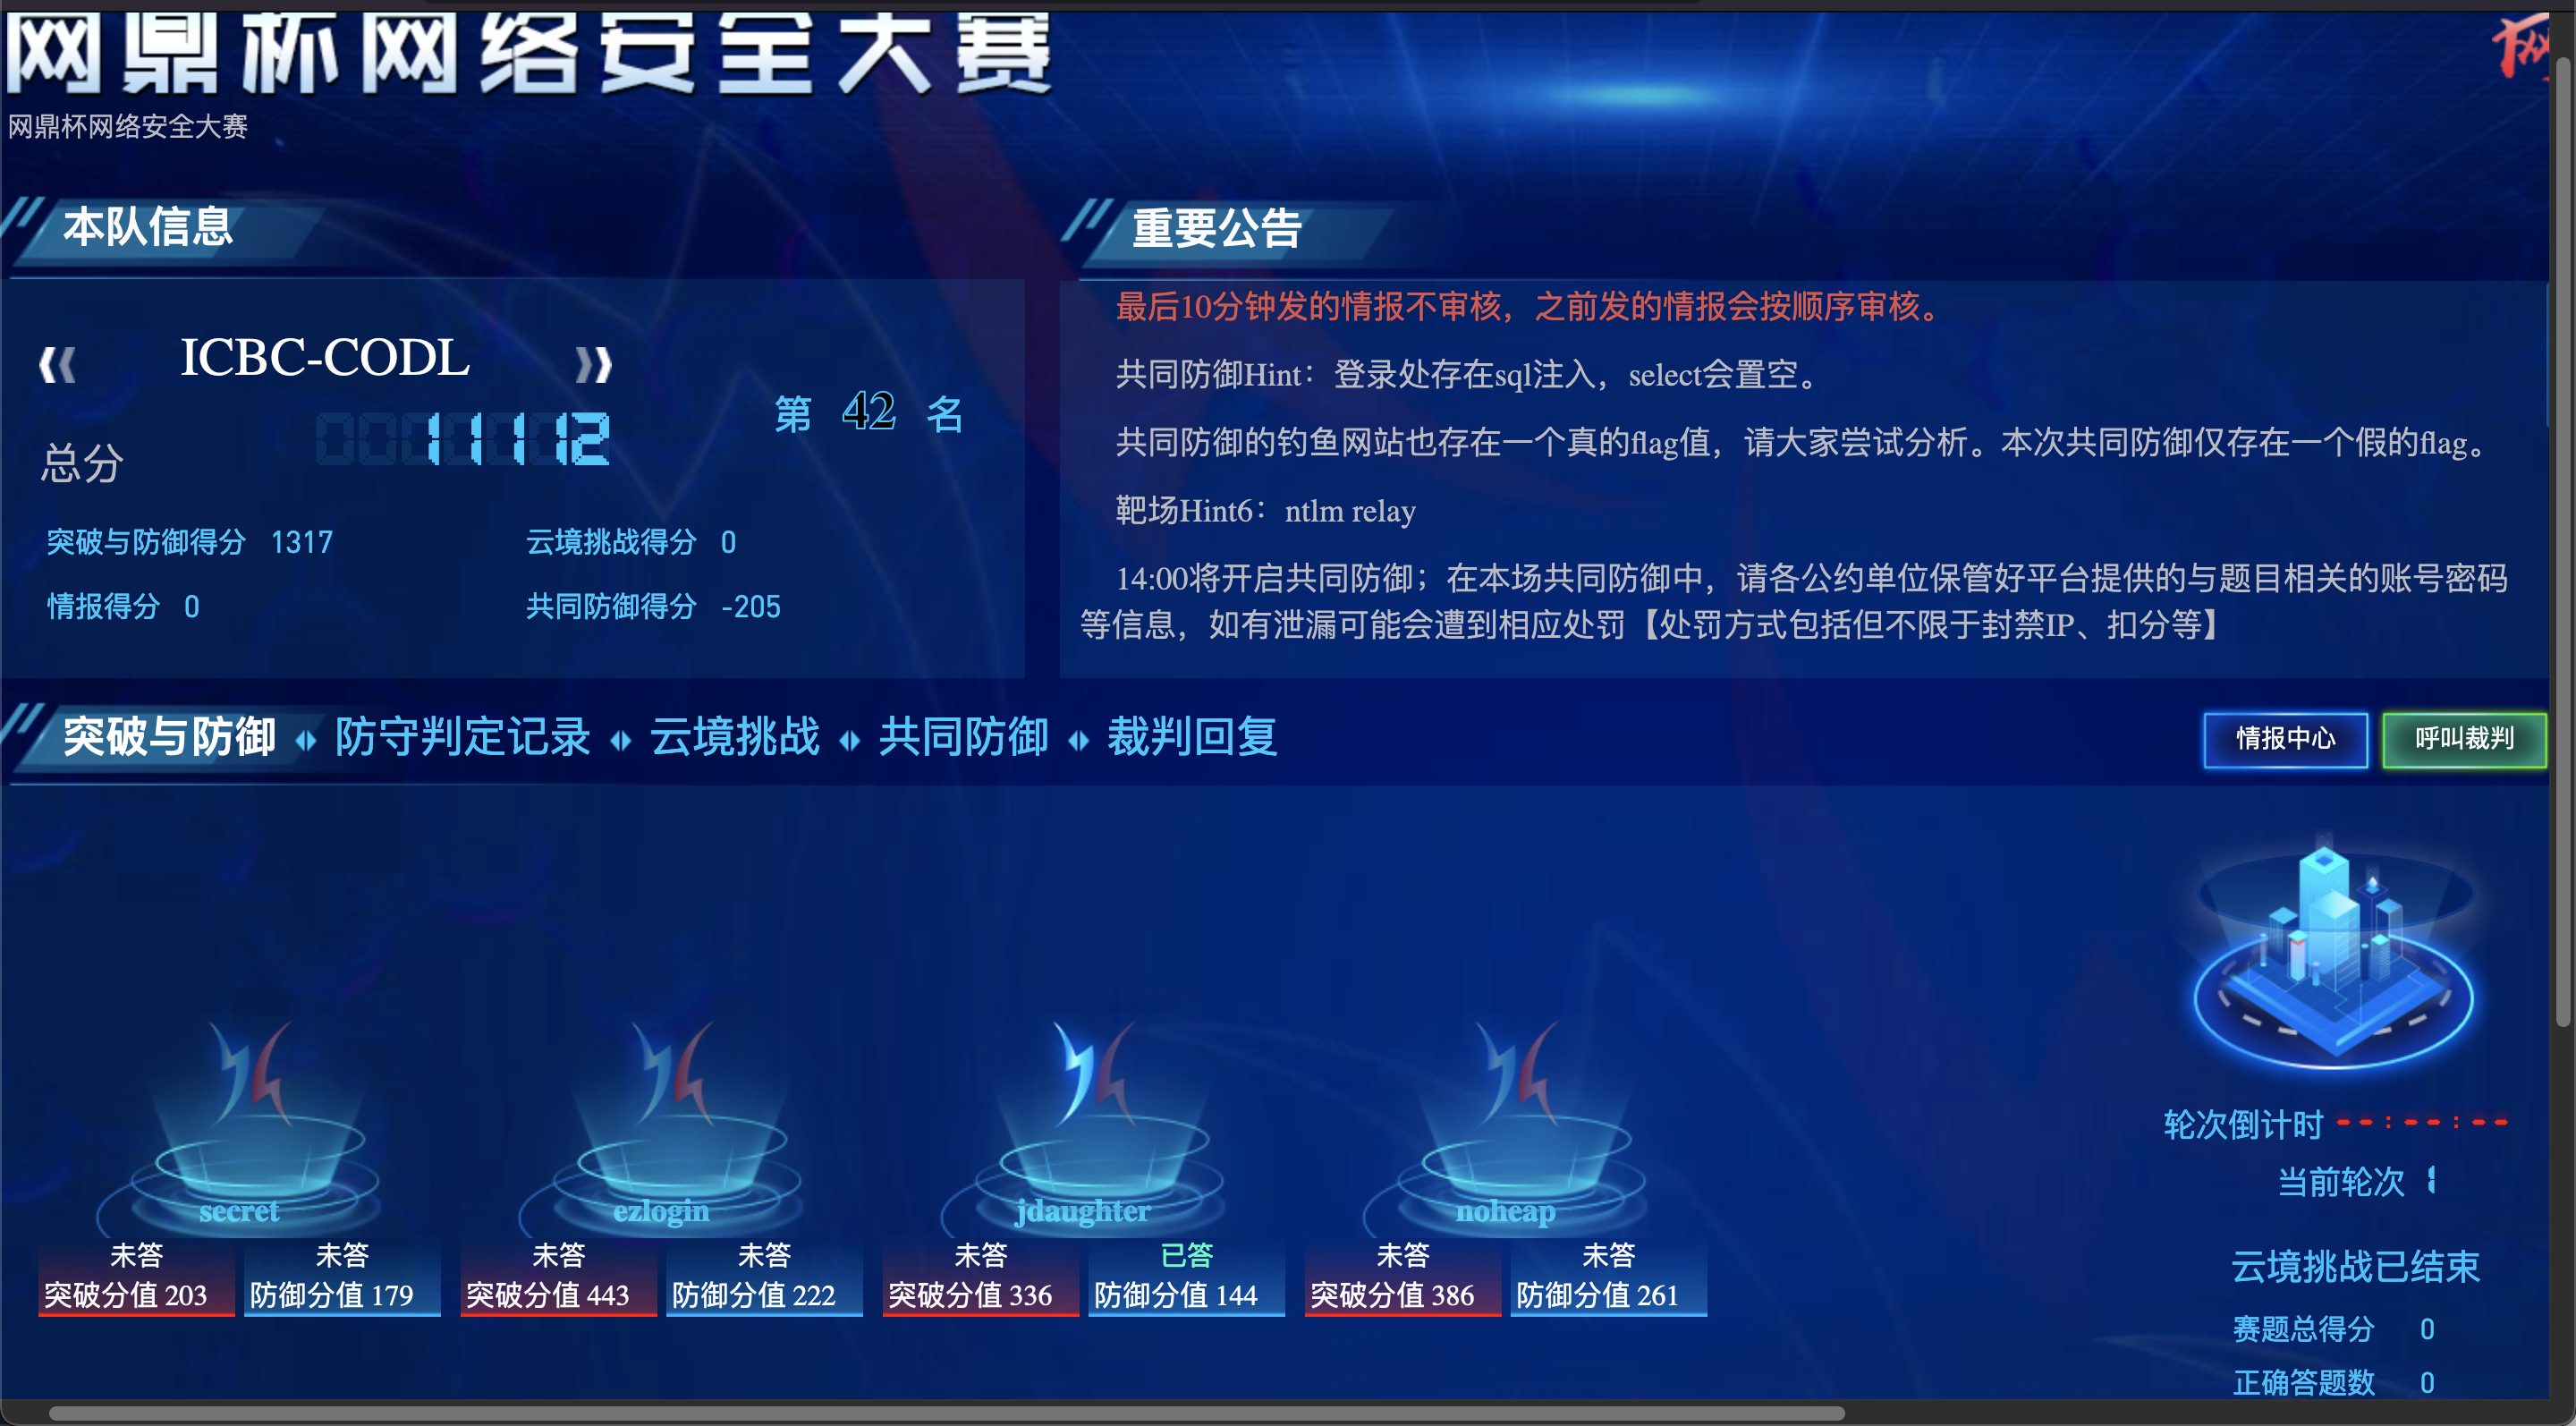 网鼎杯网络安全大赛
网鼎杯网络安全大赛
本队信息
ICBC-CODL
总分 11112
第 42 名
突破与防御得分 1317
云境挑战得分 0
情报得分 0
共同防御得分 -205
重要公告
最后10分钟发的情报不审核，之前发的情报会按顺序审核。
共同防御Hint：登录处存在sql注入，select会置空。
共同防御的钓鱼网站也存在一个真的flag值，请大家尝试分析。本次共同防御仅存在一个假的flag。
靶场Hint6：ntlm relay
14:00将开启共同防御；在本场共同防御中，请各公约单位保管好平台提供的与题目相关的账号密码
等信息，如有泄漏可能会遭到相应处罚【处罚方式包括但不限于封禁IP、扣分等】
突破与防御 防守判定记录 云境挑战 共同防御 裁判回复
情报中心 呼叫裁判
secret
未答 未答
突破分值 203 防御分值 179
ezlogin
未答 未答
突破分值 443 防御分值 222
jdaughter
未答 已答
突破分值 336 防御分值 144
noheap
未答 未答
突破分值 386 防御分值 261
轮次倒计时 --:--:--
当前轮次 1
云境挑战已结束
赛题总得分 0
正确答题数 0